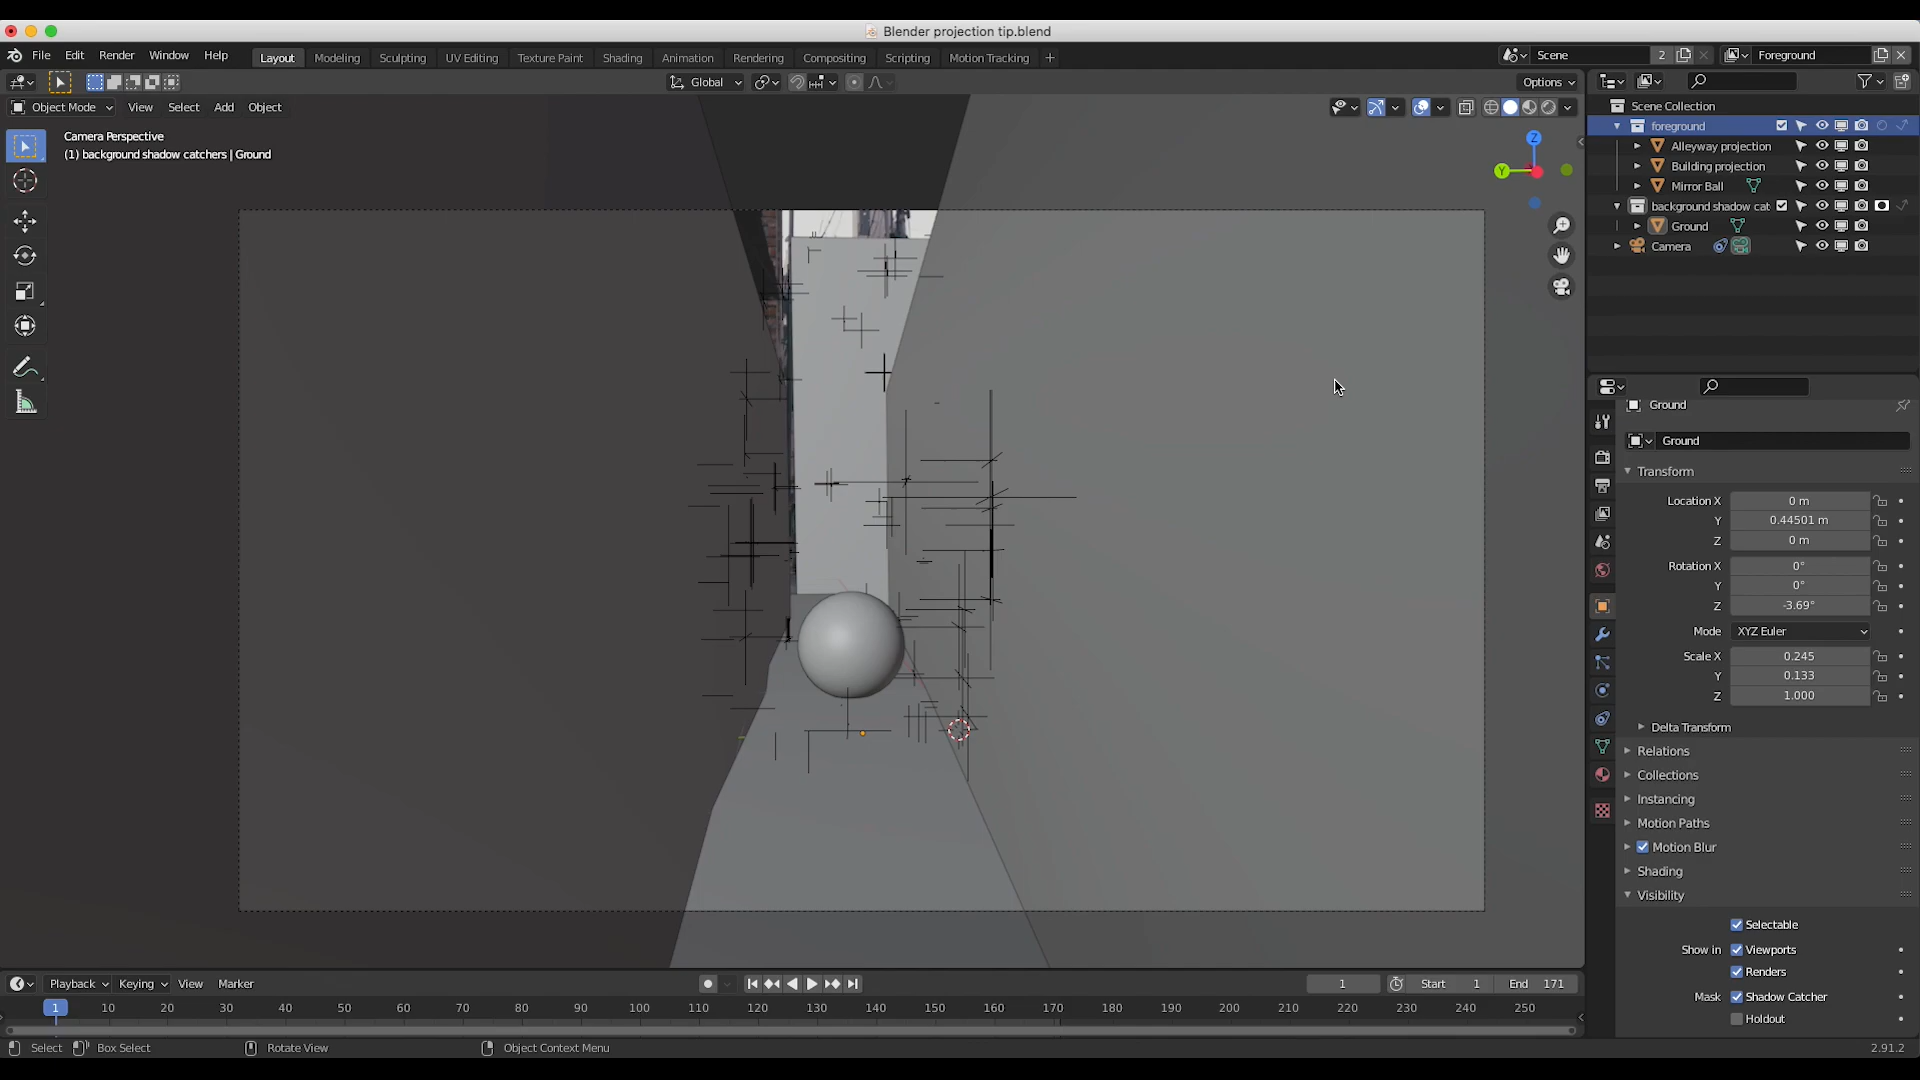 Blender projection tip.blend
File Edit Render Window Help Layout Modeling Sculpting UV Editing Texture Paint Shading Animation Rendering Compositing Scripting Motion Tracking + Scene 2 Foreground
Global Options
Object Mode View Select Add Object
Camera Perspective
(1) background shadow catchers | Ground
Z
Y
Scene Collection
foreground
Alleyway projection
Building projection
Mirror Ball
background shadow cat
Ground
Camera
Ground
Ground
Transform
Location X 0 m
Y 0.44501 m
Z 0 m
Rotation X 0°
Y 0°
Z -3.69°
Mode XYZ Euler
Scale X 0.245
Y 0.133
Z 1.000
Delta Transform
Relations
Collections
Instancing
Motion Paths
Motion Blur
Shading
Visibility
Selectable
Show in Viewports
Renders
Mask Shadow Catcher
Holdout
Playback Keying View Marker 1 Start 1 End 171
1 10 20 30 40 50 60 70 80 90 100 110 120 130 140 150 160 170 180 190 200 210 220 230 240 250
Select Box Select Rotate View Object Context Menu 2.91.2